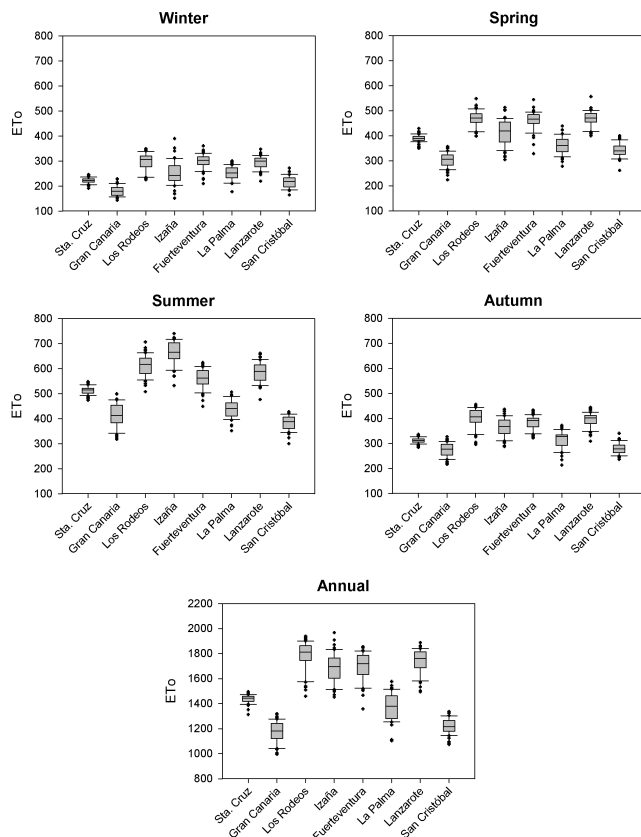 Winter
ETo
800
700
600
500
400
300
200
100
Sta. Cruz
Gran Canaria
Los Rodeos
Izaña
Fuerteventura
La Palma
Lanzarote
San Cristóbal
Spring
ETo
800
700
600
500
400
300
200
100
Sta. Cruz
Gran Canaria
Los Rodeos
Izaña
Fuerteventura
La Palma
Lanzarote
San Cristóbal
Summer
ETo
800
700
600
500
400
300
200
100
Sta. Cruz
Gran Canaria
Los Rodeos
Izaña
Fuerteventura
La Palma
Lanzarote
San Cristóbal
Autumn
ETo
800
700
600
500
400
300
200
100
Sta. Cruz
Gran Canaria
Los Rodeos
Izaña
Fuerteventura
La Palma
Lanzarote
San Cristóbal
Annual
ETo
2200
2000
1800
1600
1400
1200
1000
800
Sta. Cruz
Gran Canaria
Los Rodeos
Izaña
Fuerteventura
La Palma
Lanzarote
San Cristóbal